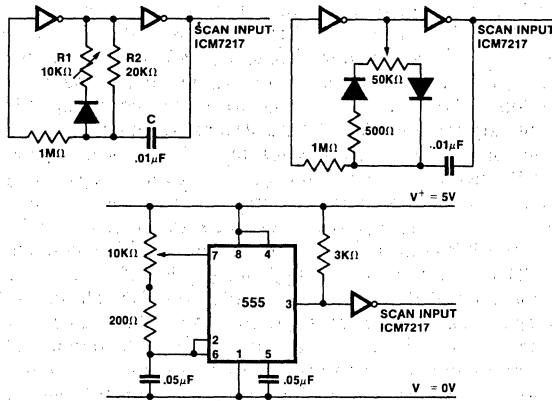 SCAN INPUT
ICM7217
R1
10KΩ
R2
20KΩ
C
.01μF
1MΩ
SCAN INPUT
ICM7217
50KΩ
500Ω
1MΩ
.01μF
V+ = 5V
10KΩ
200Ω
7
8
4
555
3
2
6
1
5
3KΩ
SCAN INPUT
ICM7217
.05μF
.05μF
V = 0V